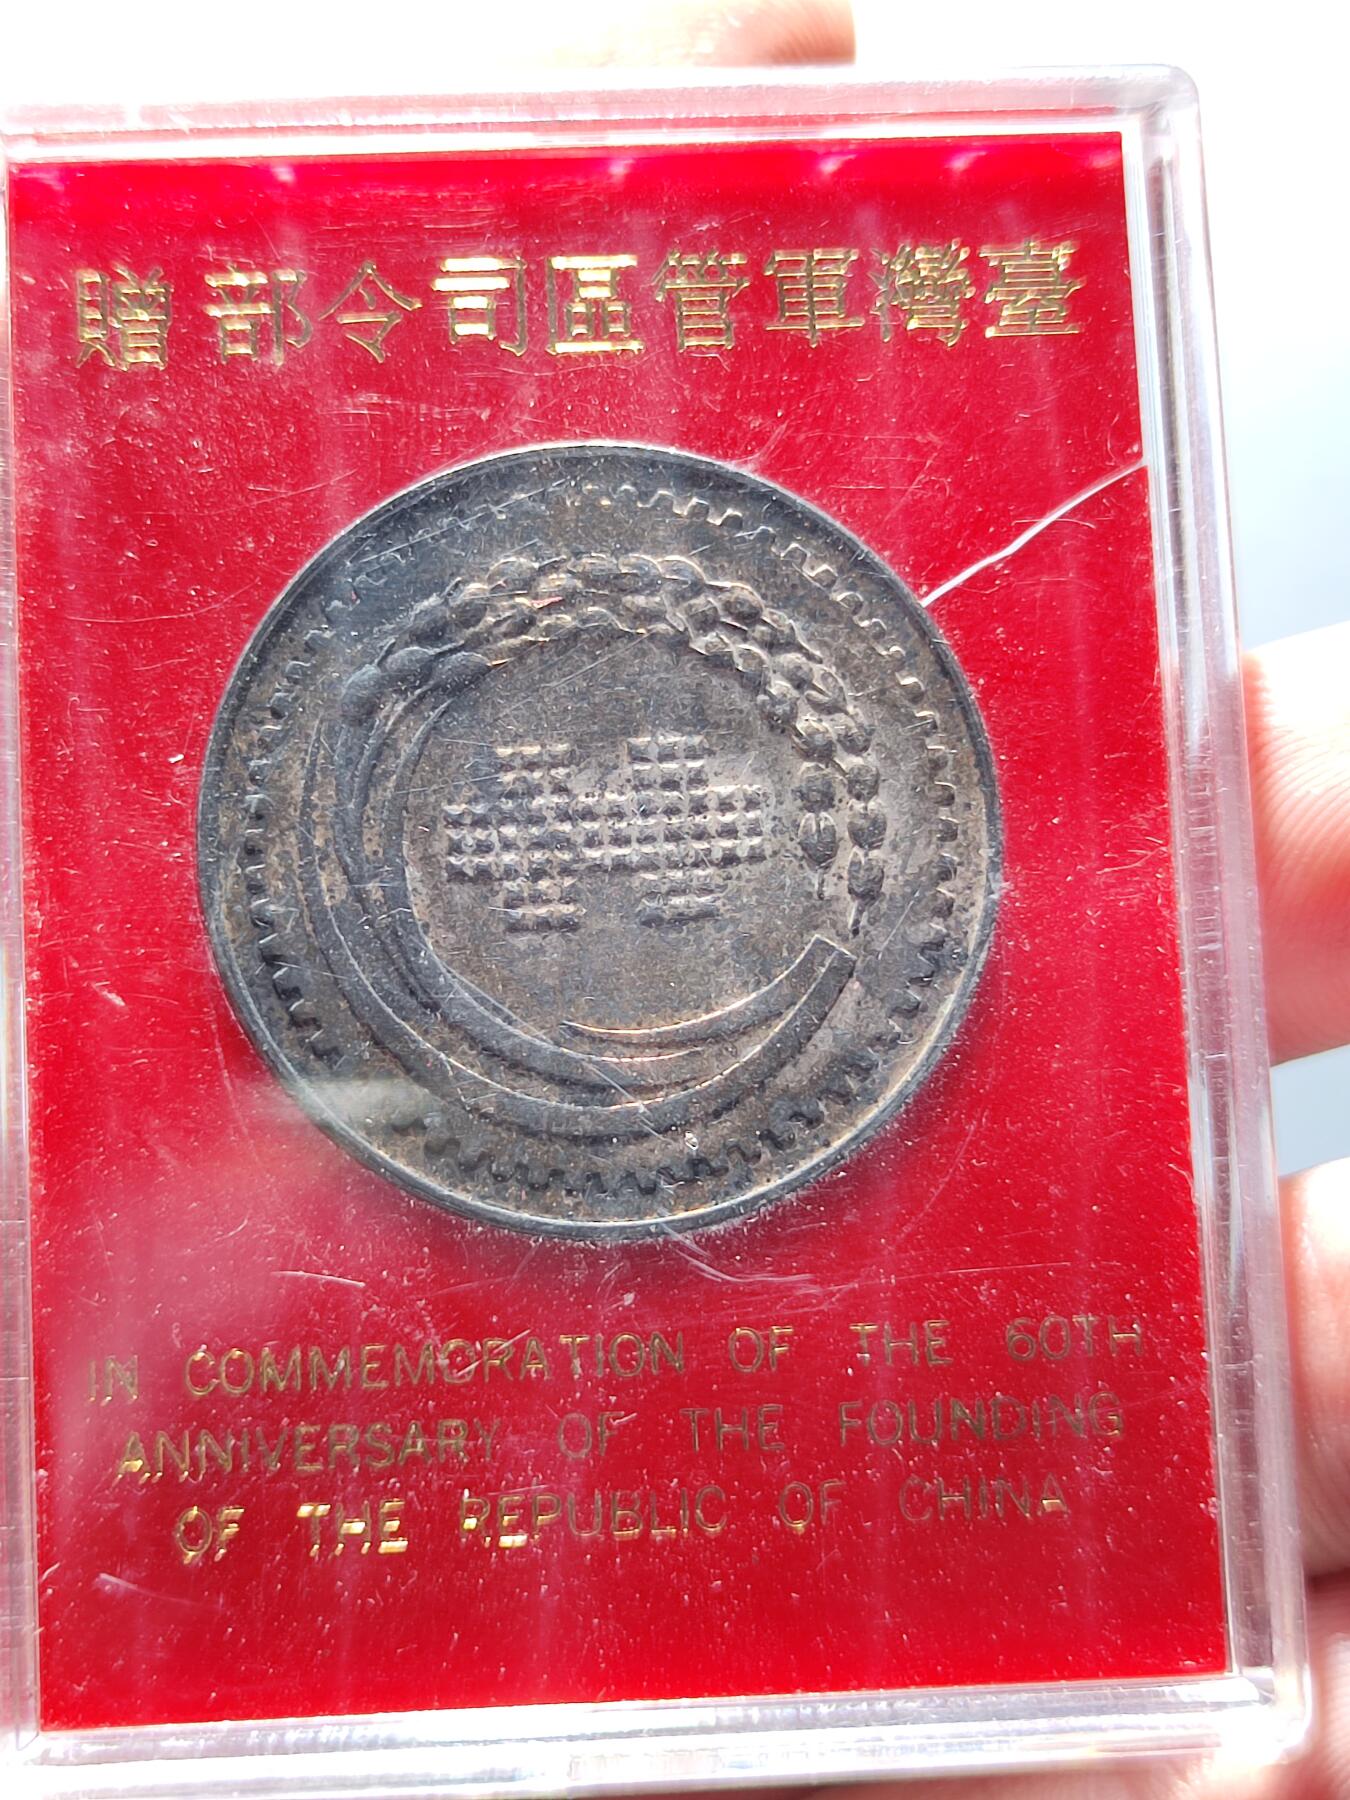 臺灣軍管區司令部贈
IN COMMEMORATION OF THE 60TH
ANNIVERSARY OF THE FOUNDING
OF THE REPUBLIC OF CHINA